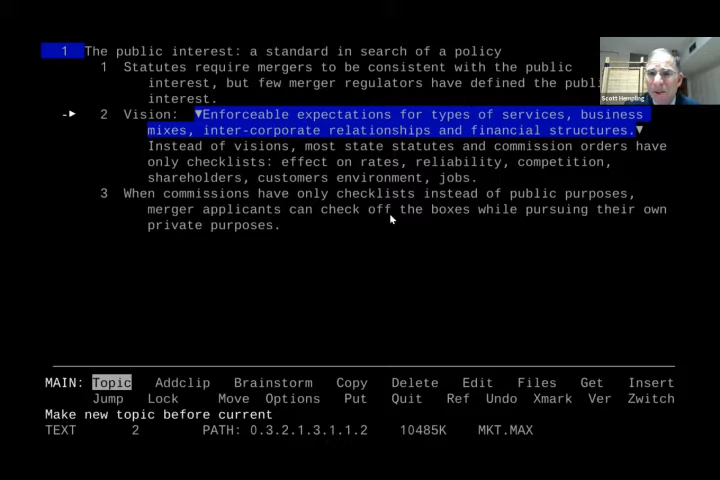 1 The public interest: a standard in search of a policy
1 Statutes require mergers to be consistent with the public
interest, but few merger regulators have defined the
interest.
2 Vision: ▼Enforceable expectations for types of services, business
mixes, inter-corporate relationships and financial structures.▼
Instead of visions, most state statutes and commission orders have
only checklists: effect on rates, reliability, competition,
shareholders, customers environment, jobs.
3 When commissions have only checklists instead of public purposes,
merger applicants can check off the boxes while pursuing their own
private purposes.
Scott Hempling
MAIN: Topic Addclip Brainstorm Copy Delete Edit Files Get Insert
Jump Lock Move Options Put Quit Ref Undo Xmark Ver Zwitch
Make new topic before current
TEXT 2 PATH: 0.3.2.1.3.1.1.2 10485K MKT.MAX